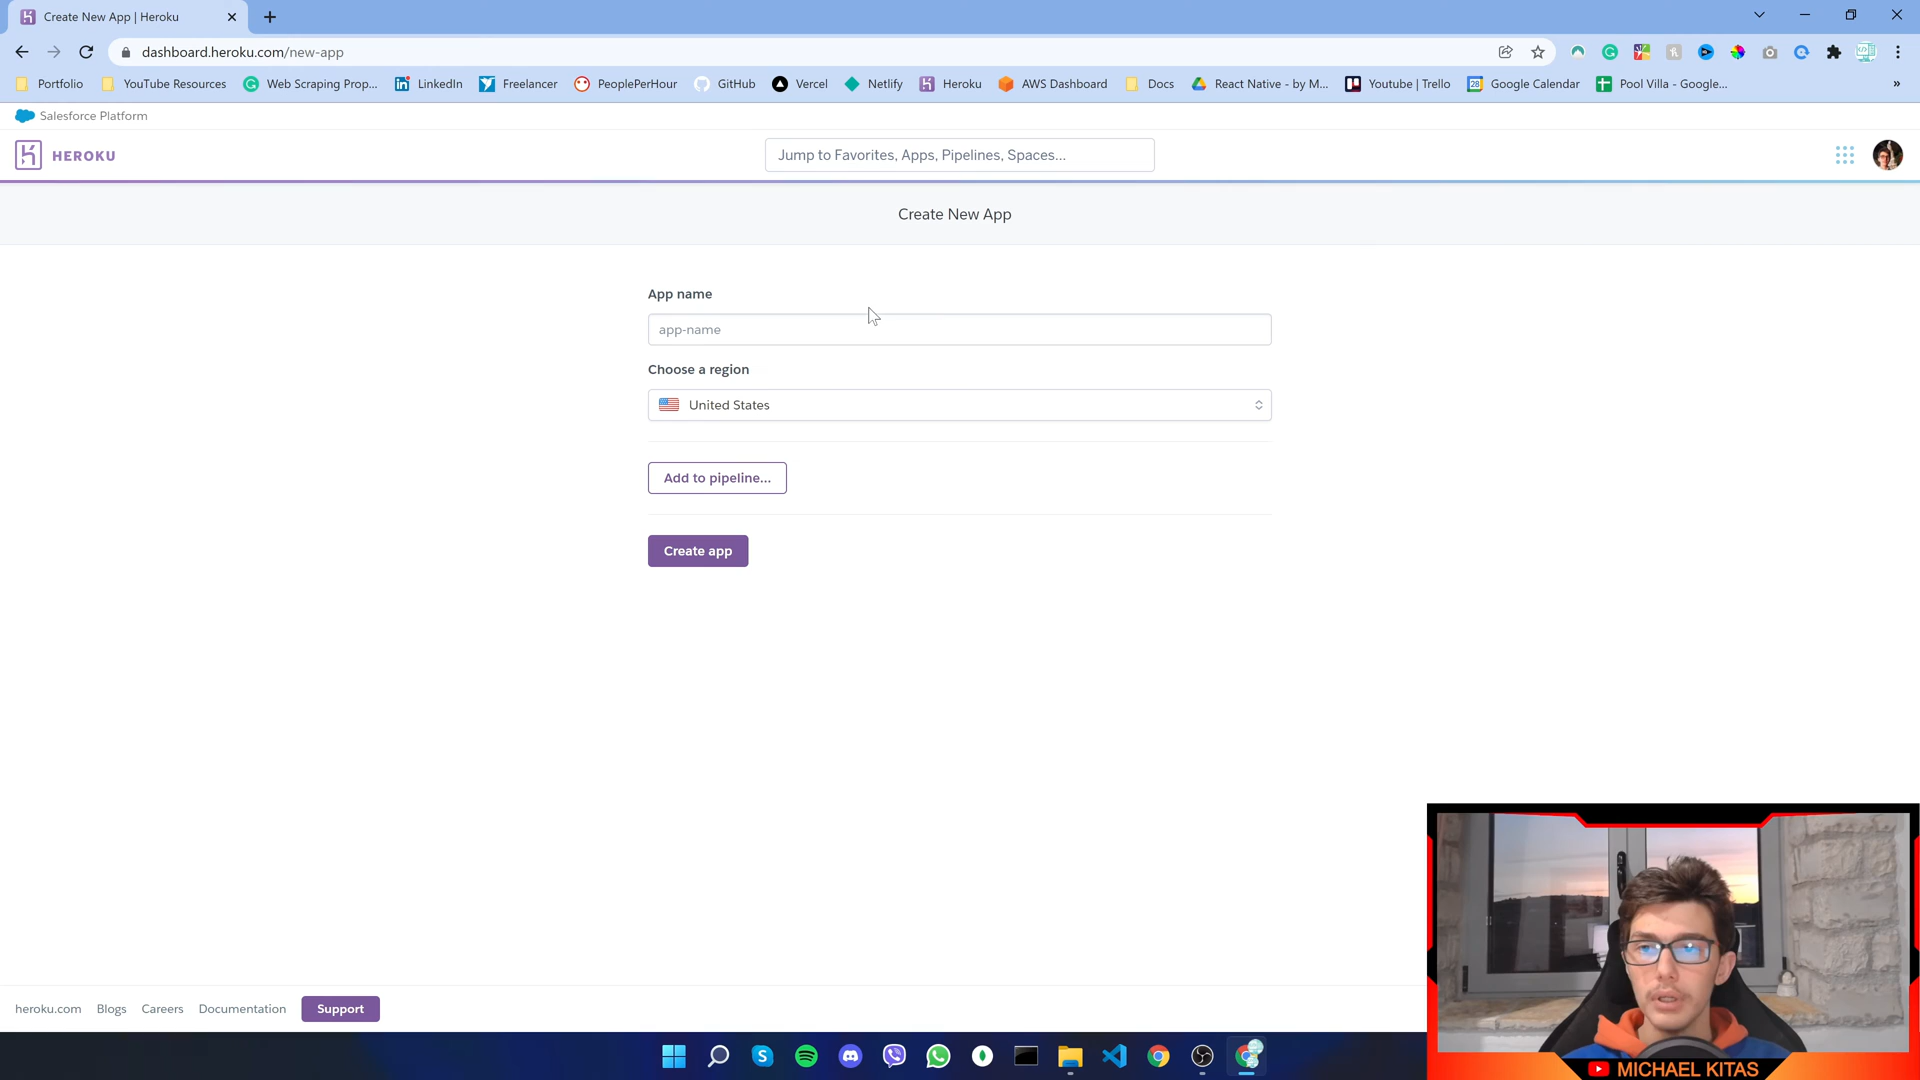 Create New App | Heroku
dashboard.heroku.com/new-app
Portfolio YouTube Resources Web Scraping Prop... LinkedIn Freelancer PeoplePerHour GitHub Vercel Netlify Heroku AWS Dashboard Docs React Native - by M... Youtube | Trello Google Calendar Pool Villa - Google... »
Salesforce Platform
HEROKU
Jump to Favorites, Apps, Pipelines, Spaces...
Create New App
App name
app-name
Choose a region
United States
Add to pipeline...
Create app
heroku.com Blogs Careers Documentation Support
MICHAEL KITAS